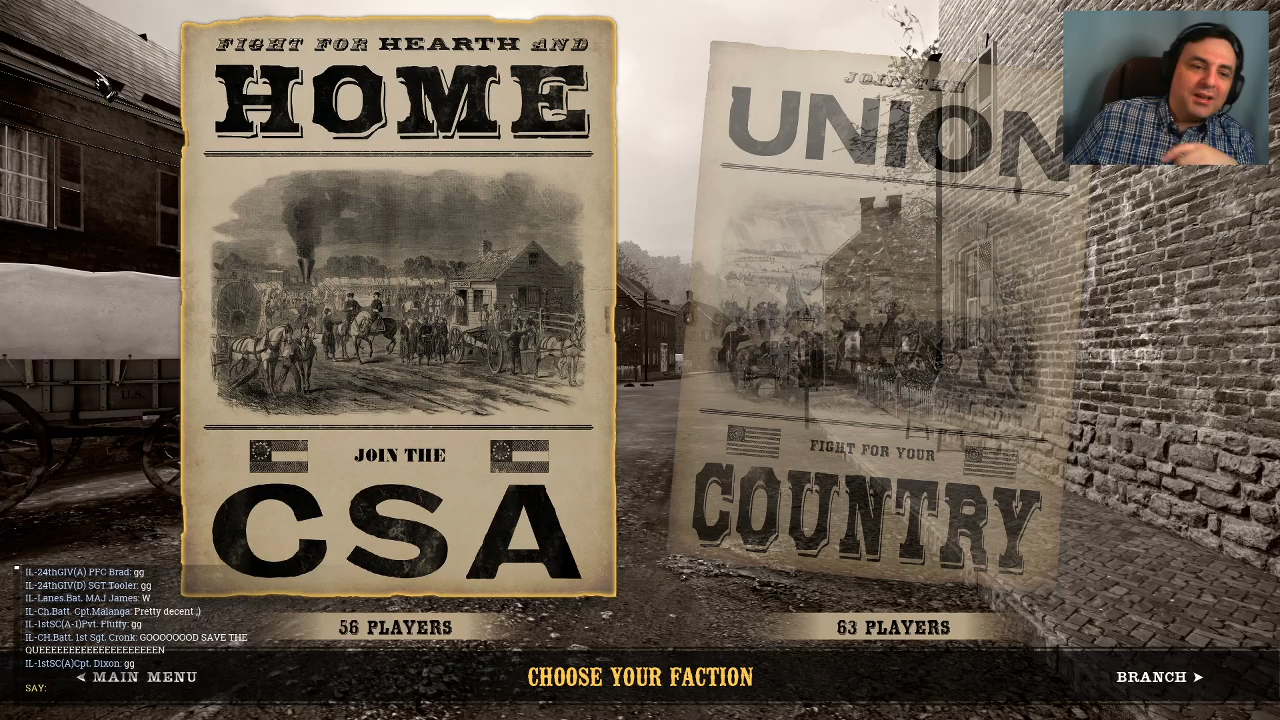 FIGHT FOR HEARTH AND
HOME
JOIN THE
CSA
56 PLAYERS
JOIN THE
UNION
FIGHT FOR YOUR
COUNTRY
63 PLAYERS
U.S.
IL-24thGIV(A) PFC Brad: gg
IL-24thGIV(D) SGT.Tooler: gg
IL-Lanes.Bat. MAJ James: W
IL-Ch.Batt. Cpt.Malanga: Pretty decent ;)
IL-1stSC(A-1)Pvt. Fluffy: gg
IL-CH.Batt. 1st Sgt. Cronk: GOOOOOOOD SAVE THE
QUEEEEEEEEEEEEEEEEEEEEN
IL-1stSC(A)Cpt. Dixon: gg
SAY:
MAIN MENU
CHOOSE YOUR FACTION
BRANCH